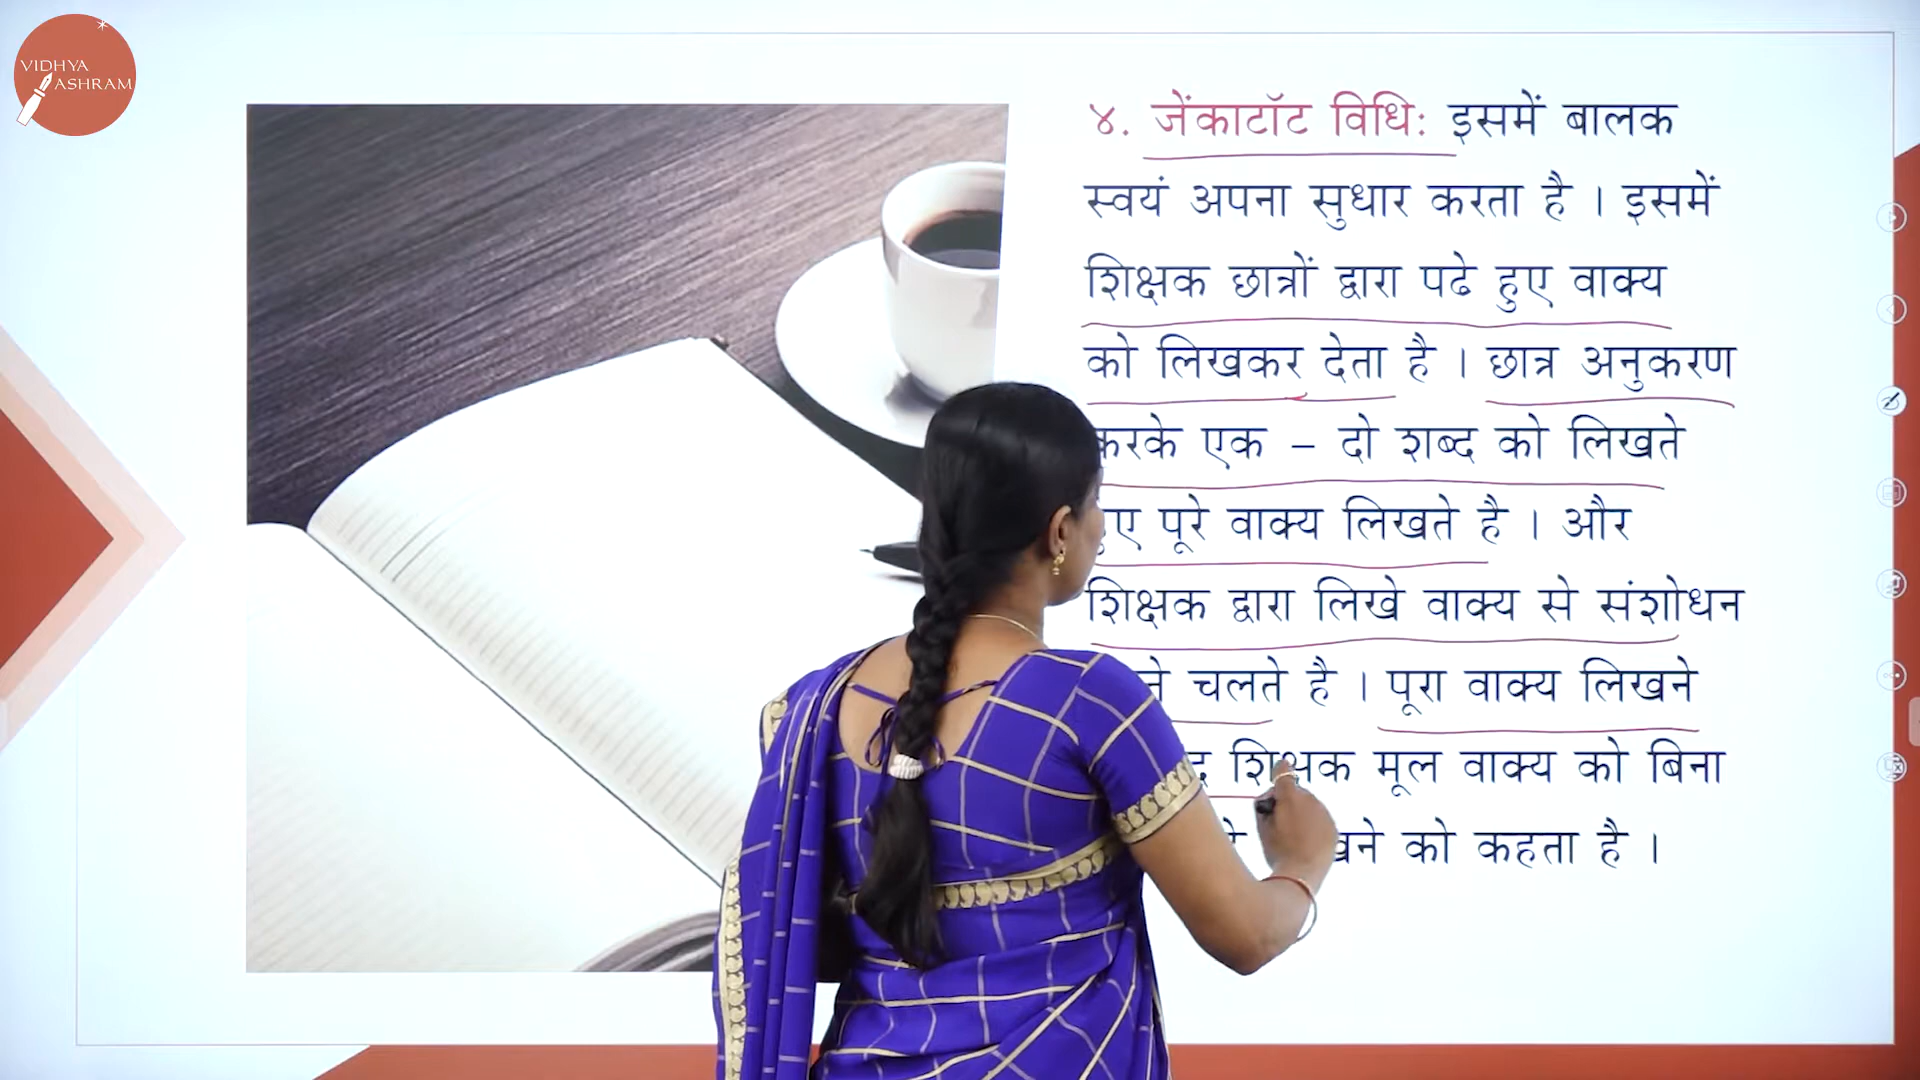 VIDHYA
ASHRAM
४. जेंकाटॉट विधि: इसमें बालक
स्वयं अपना सुधार करता है । इसमें
शिक्षक छात्रों द्वारा पढे हुए वाक्य
को लिखकर देता है । छात्र अनुकरण
करके एक – दो शब्द को लिखते
हुए पूरे वाक्य लिखते है । और
शिक्षक द्वारा लिखे वाक्य से संशोधन
चलते है । पूरा वाक्य लिखने
शिक्षक मूल वाक्य को बिना
को कहता है ।